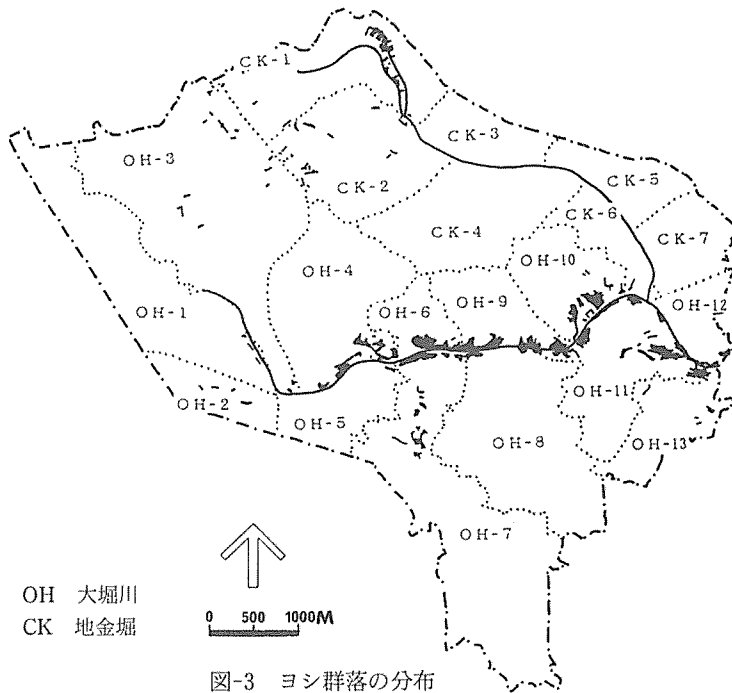 CK-1
CK-3
OH-3
CK-5
CK-2
CK-6
CK-4
CK-7
OH-10
OH-4
OH-1
OH-6
OH-9
OH-12
OH-2
OH-11
OH-5
OH-8
OH-13
OH-7
OH 大堀川
CK 地金堀
0 500 1000M
図-3 ヨシ群落の分布